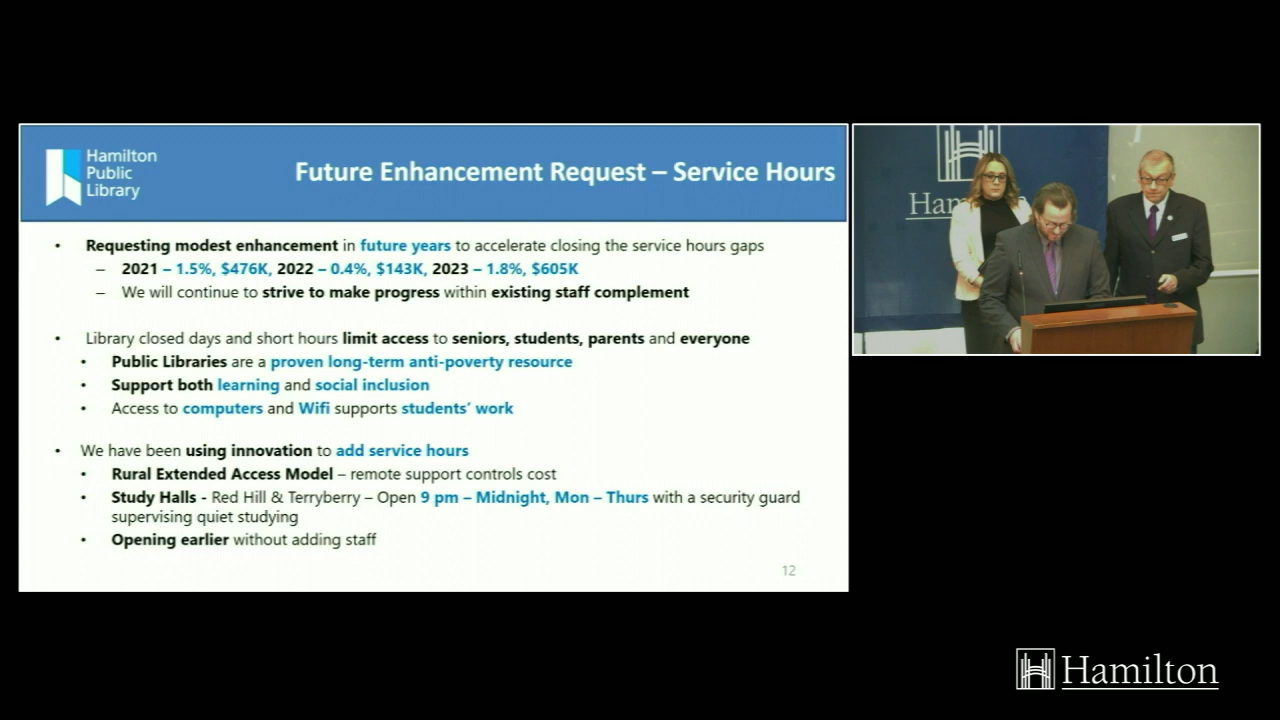 Hamilton
Public
Library
Future Enhancement Request – Service Hours
• Requesting modest enhancement in future years to accelerate closing the service hours gaps
– 2021 – 1.5%, $476K, 2022 – 0.4%, $143K, 2023 – 1.8%, $605K
– We will continue to strive to make progress within existing staff complement
• Library closed days and short hours limit access to seniors, students, parents and everyone
• Public Libraries are a proven long-term anti-poverty resource
• Support both learning and social inclusion
• Access to computers and Wifi supports students’ work
• We have been using innovation to add service hours
• Rural Extended Access Model – remote support controls cost
• Study Halls - Red Hill & Terryberry – Open 9 pm – Midnight, Mon – Thurs with a security guard
supervising quiet studying
• Opening earlier without adding staff
12
Ham
Hamilton